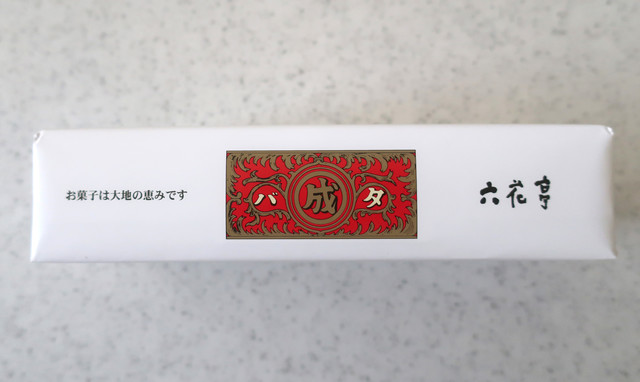 お菓子は大地の恵みです
バ成タ
六花亭